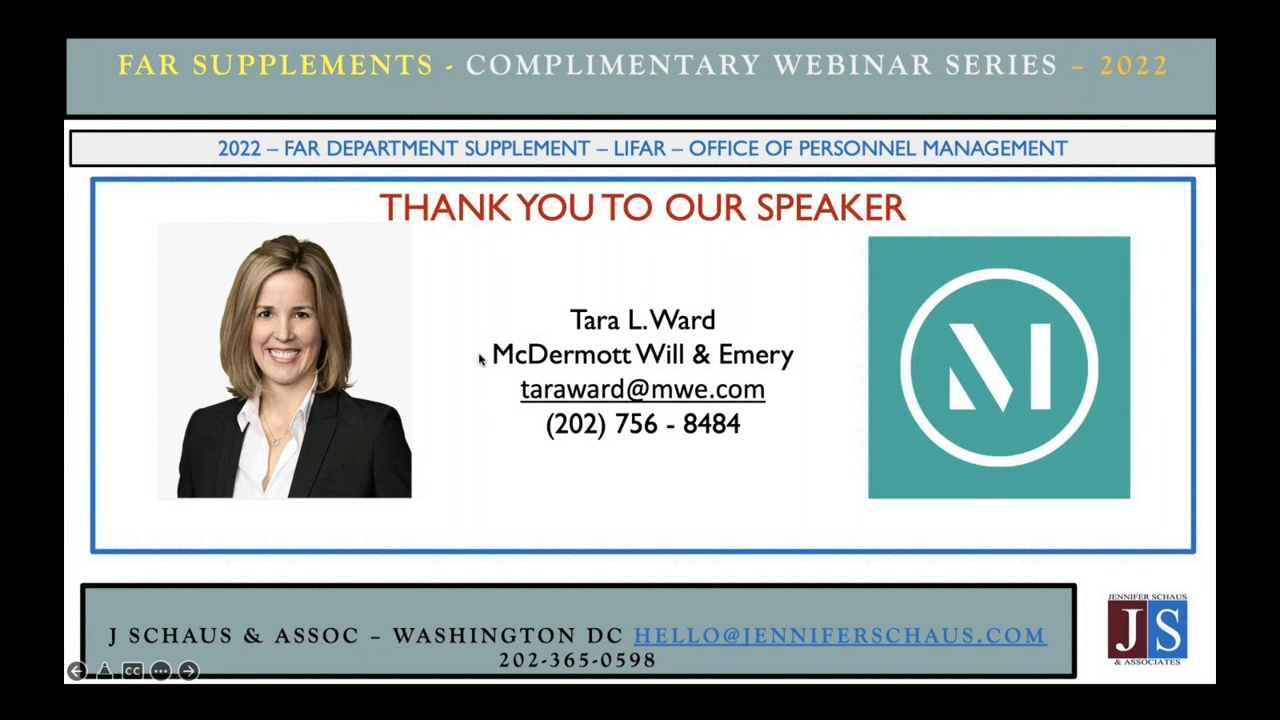 FAR SUPPLEMENTS - COMPLIMENTARY WEBINAR SERIES – 2022
2022 – FAR DEPARTMENT SUPPLEMENT – LIFAR – OFFICE OF PERSONNEL MANAGEMENT
THANK YOU TO OUR SPEAKER
Tara L. Ward
McDermott Will & Emery
taraward@mwe.com
(202) 756 - 8484
M
J SCHAUS & ASSOC – WASHINGTON DC HELLO@JENNIFERSCHAUS.COM
202-365-0598
JENNIFER SCHAUS
JS
& ASSOCIATES
CC